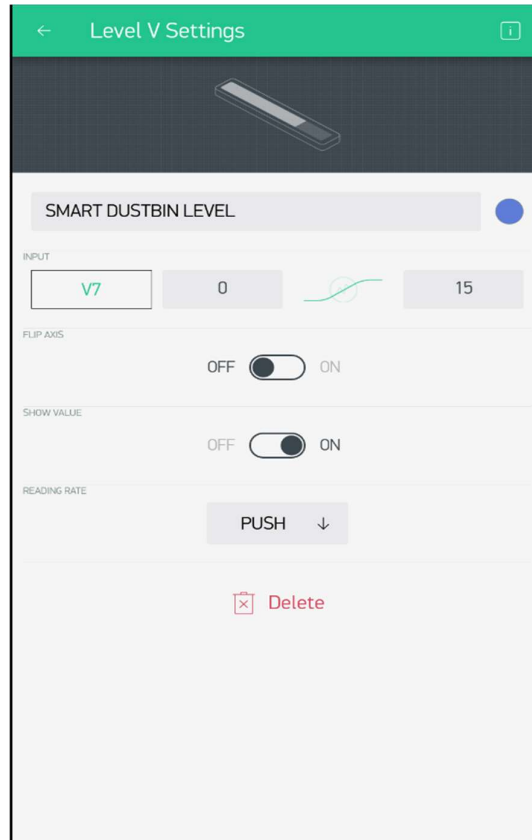 Level V Settings
SMART DUSTBIN LEVEL
INPUT
V7 0 15
FLIP AXIS
OFF ON
SHOW VALUE
OFF ON
READING RATE
PUSH ↓
Delete